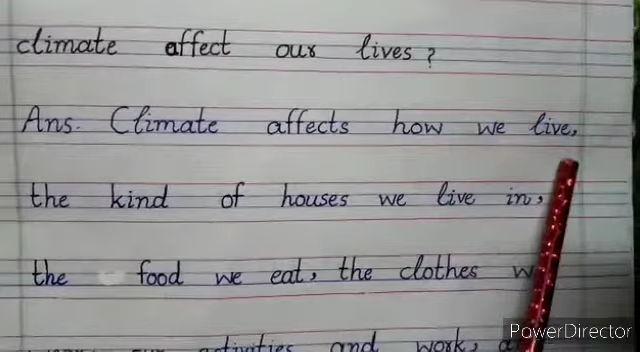 climate affect our lives ?
Ans. Climate affects how we live,
the kind of houses we live in,
the food we eat, the clothes
activities and work,
PowerDirector